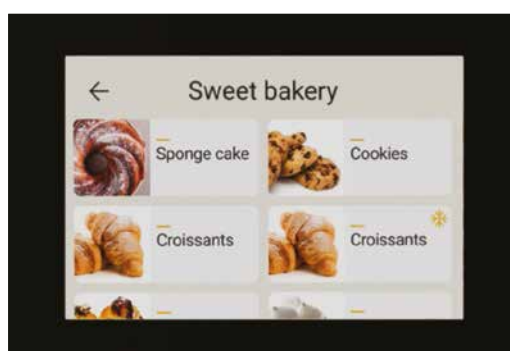 Sweet bakery
Sponge cake
Cookies
Croissants
Croissants